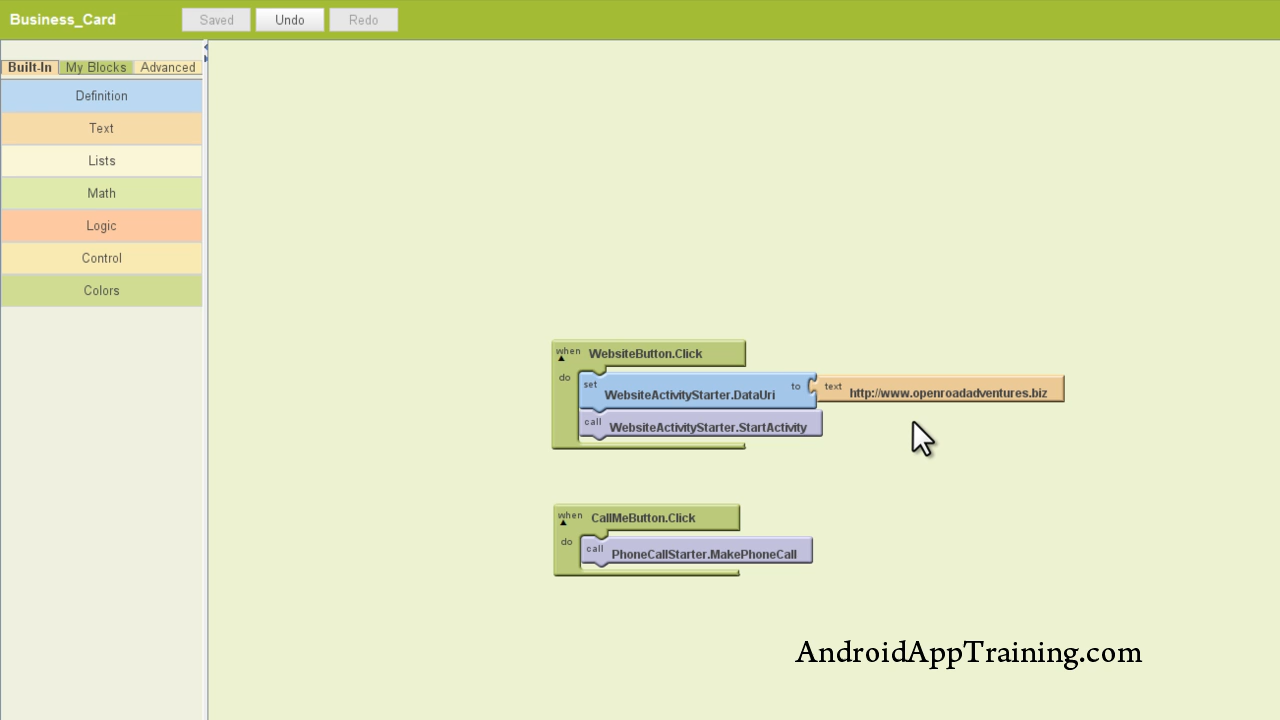 Business_Card Saved Undo Redo
Built-In My Blocks Advanced
Definition
Text
Lists
Math
Logic
Control
Colors
when WebsiteButton.Click
do set WebsiteActivityStarter.DataUri to text http://www.openroadadventures.biz
call WebsiteActivityStarter.StartActivity
when CallMeButton.Click
do call PhoneCallStarter.MakePhoneCall
AndroidAppTraining.com